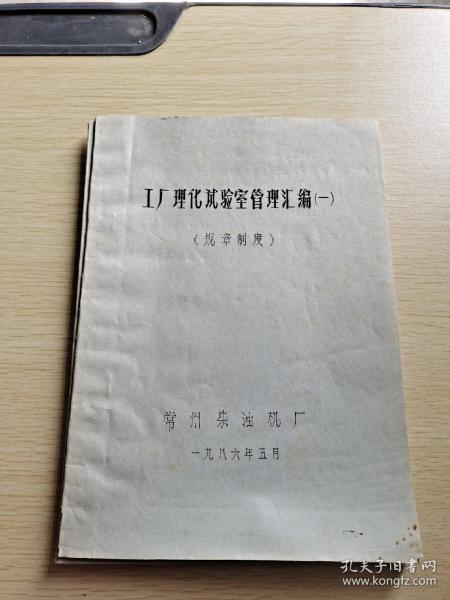 工厂理化试验室管理汇编(一)
(规章制度)
常州柴油机厂
一九八六年五月
孔夫子旧书网
www.kongfz.com